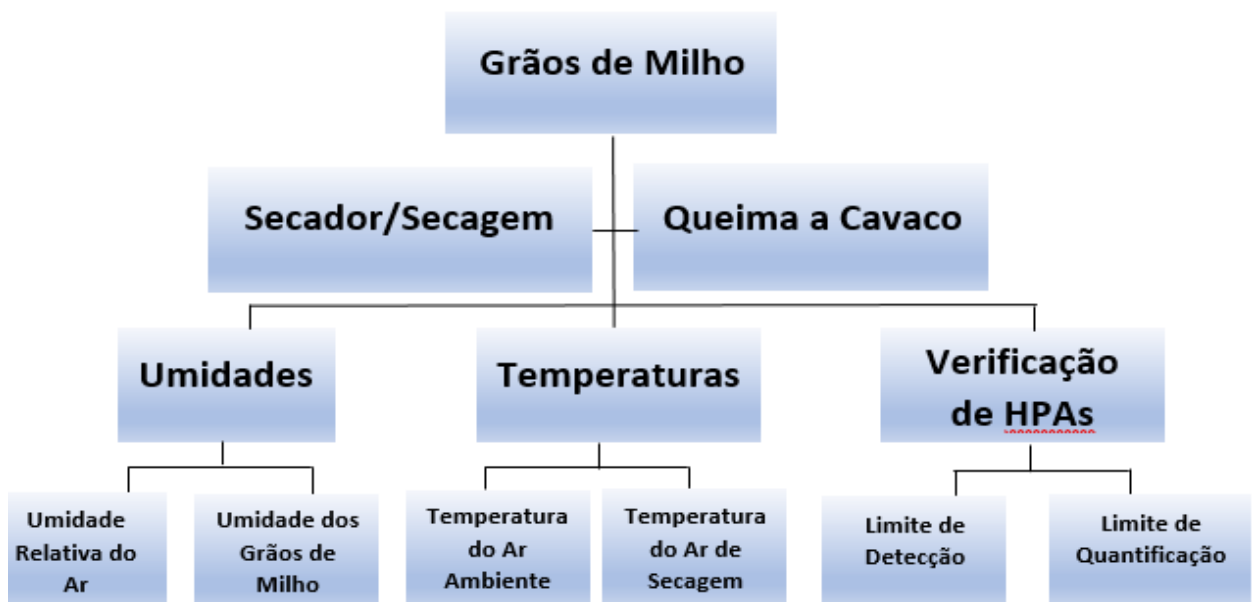 Grãos de Milho
Secador/Secagem
Queima a Cavaco
Umidades
Temperaturas
Verificação
de HPAs
Umidade
Relativa do
Ar
Umidade dos
Grãos de
Milho
Temperatura
do Ar
Ambiente
Temperatura
do Ar de
Secagem
Limite de
Detecção
Limite de
Quantificação